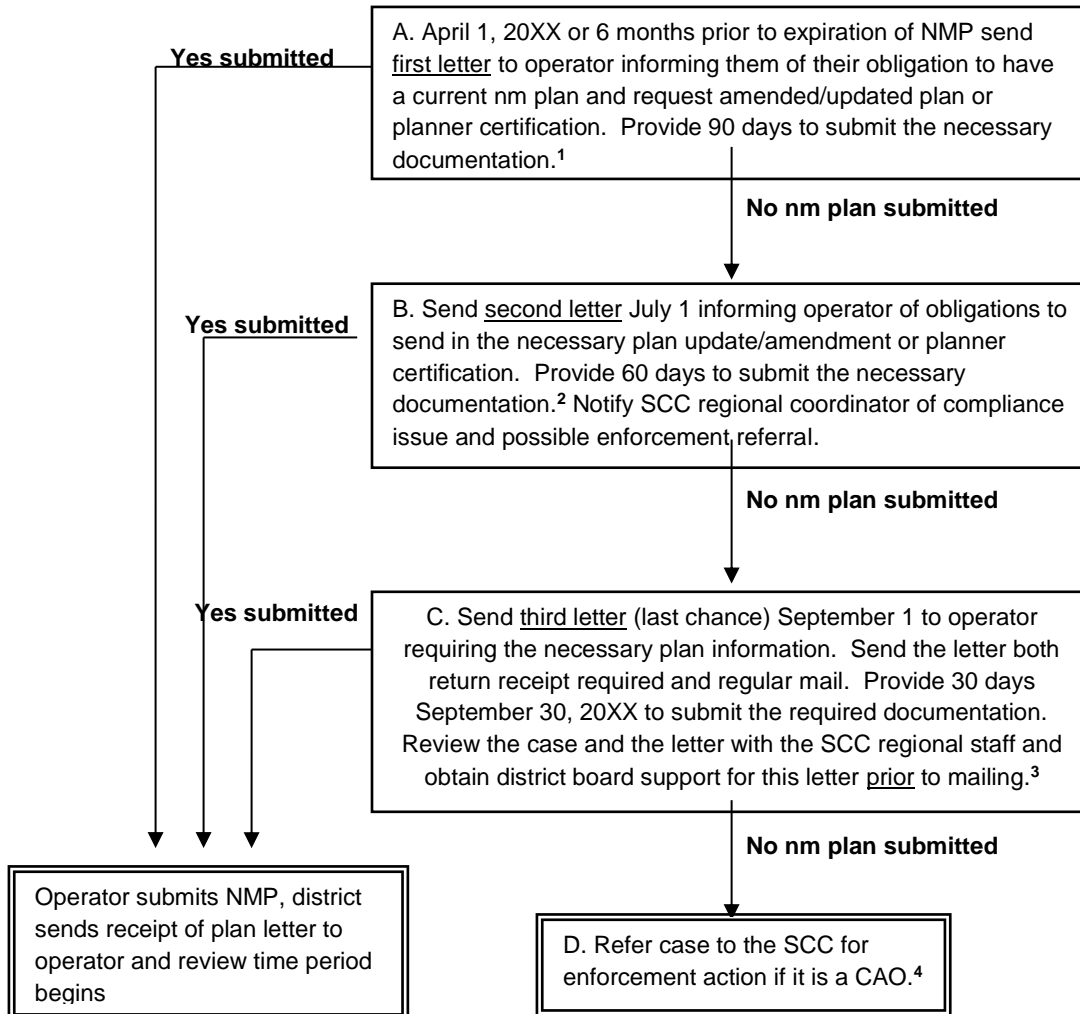 A. April 1, 20XX or 6 months prior to expiration of NMP send
first letter to operator informing them of their obligation to have
a current nm plan and request amended/updated plan or
planner certification.  Provide 90 days to submit the necessary
documentation.1
Yes submitted
No nm plan submitted
B. Send second letter July 1 informing operator of obligations to
send in the necessary plan update/amendment or planner
certification.  Provide 60 days to submit the necessary
documentation.2 Notify SCC regional coordinator of compliance
issue and possible enforcement referral.
Yes submitted
No nm plan submitted
C. Send third letter (last chance) September 1 to operator
requiring the necessary plan information.  Send the letter both
return receipt required and regular mail.  Provide 30 days
September 30, 20XX to submit the required documentation.
Review the case and the letter with the SCC regional staff and
obtain district board support for this letter prior to mailing.3
Yes submitted
No nm plan submitted
Operator submits NMP, district
sends receipt of plan letter to
operator and review time period
begins
D. Refer case to the SCC for
enforcement action if it is a CAO.4